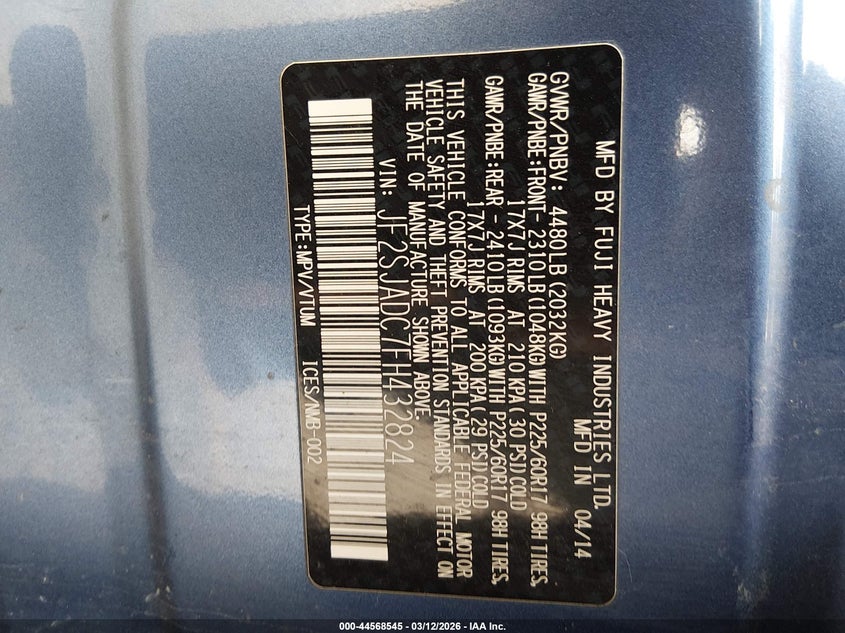 MFD BY FUJI HEAVY INDUSTRIES LTD.
MFD IN 04/14
GVWR/PNBV: 4480LB(2032KG)
GAWR/PNBE:FRONT- 2310LB(1048KG)WITH P225/60R17 98H TIRES,
17X7J RIMS AT 210 KPA( 30 PSI)COLD
GAWR/PNBE:REAR - 2410LB(1093KG)WITH P225/60R17 98H TIRES,
17X7J RIMS AT 200 KPA( 29 PSI)COLD
THIS VEHICLE CONFORMS TO ALL APPLICABLE FEDERAL MOTOR
VEHICLE SAFETY AND THEFT PREVENTION STANDARDS IN EFFECT ON
THE DATE OF MANUFACTURE SHOWN ABOVE.
VIN: JF2SJADC7FH432824
TYPE:MPV/VTUM ICES/NMB-002
000-44568545 - 03/12/2026 - IAA Inc.